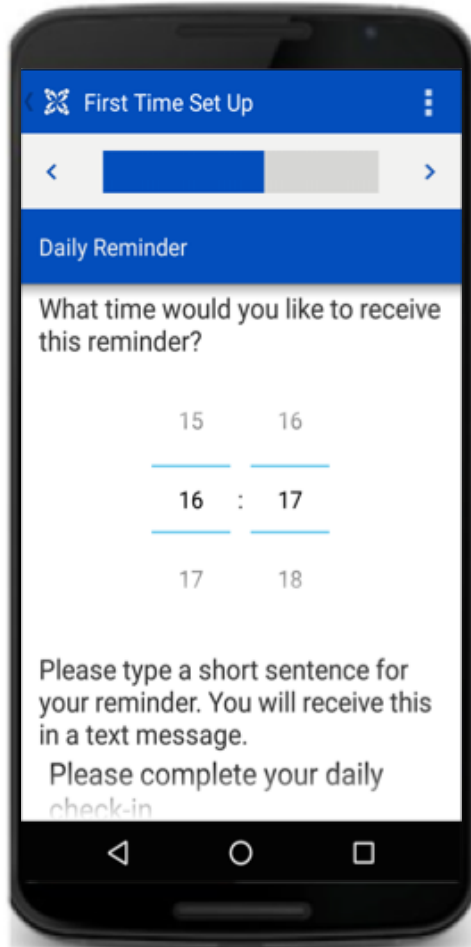 First Time Set Up
Daily Reminder
What time would you like to receive
this reminder?
15 16
16 : 17
17 18
Please type a short sentence for
your reminder. You will receive this
in a text message.
Please complete your daily
check-in